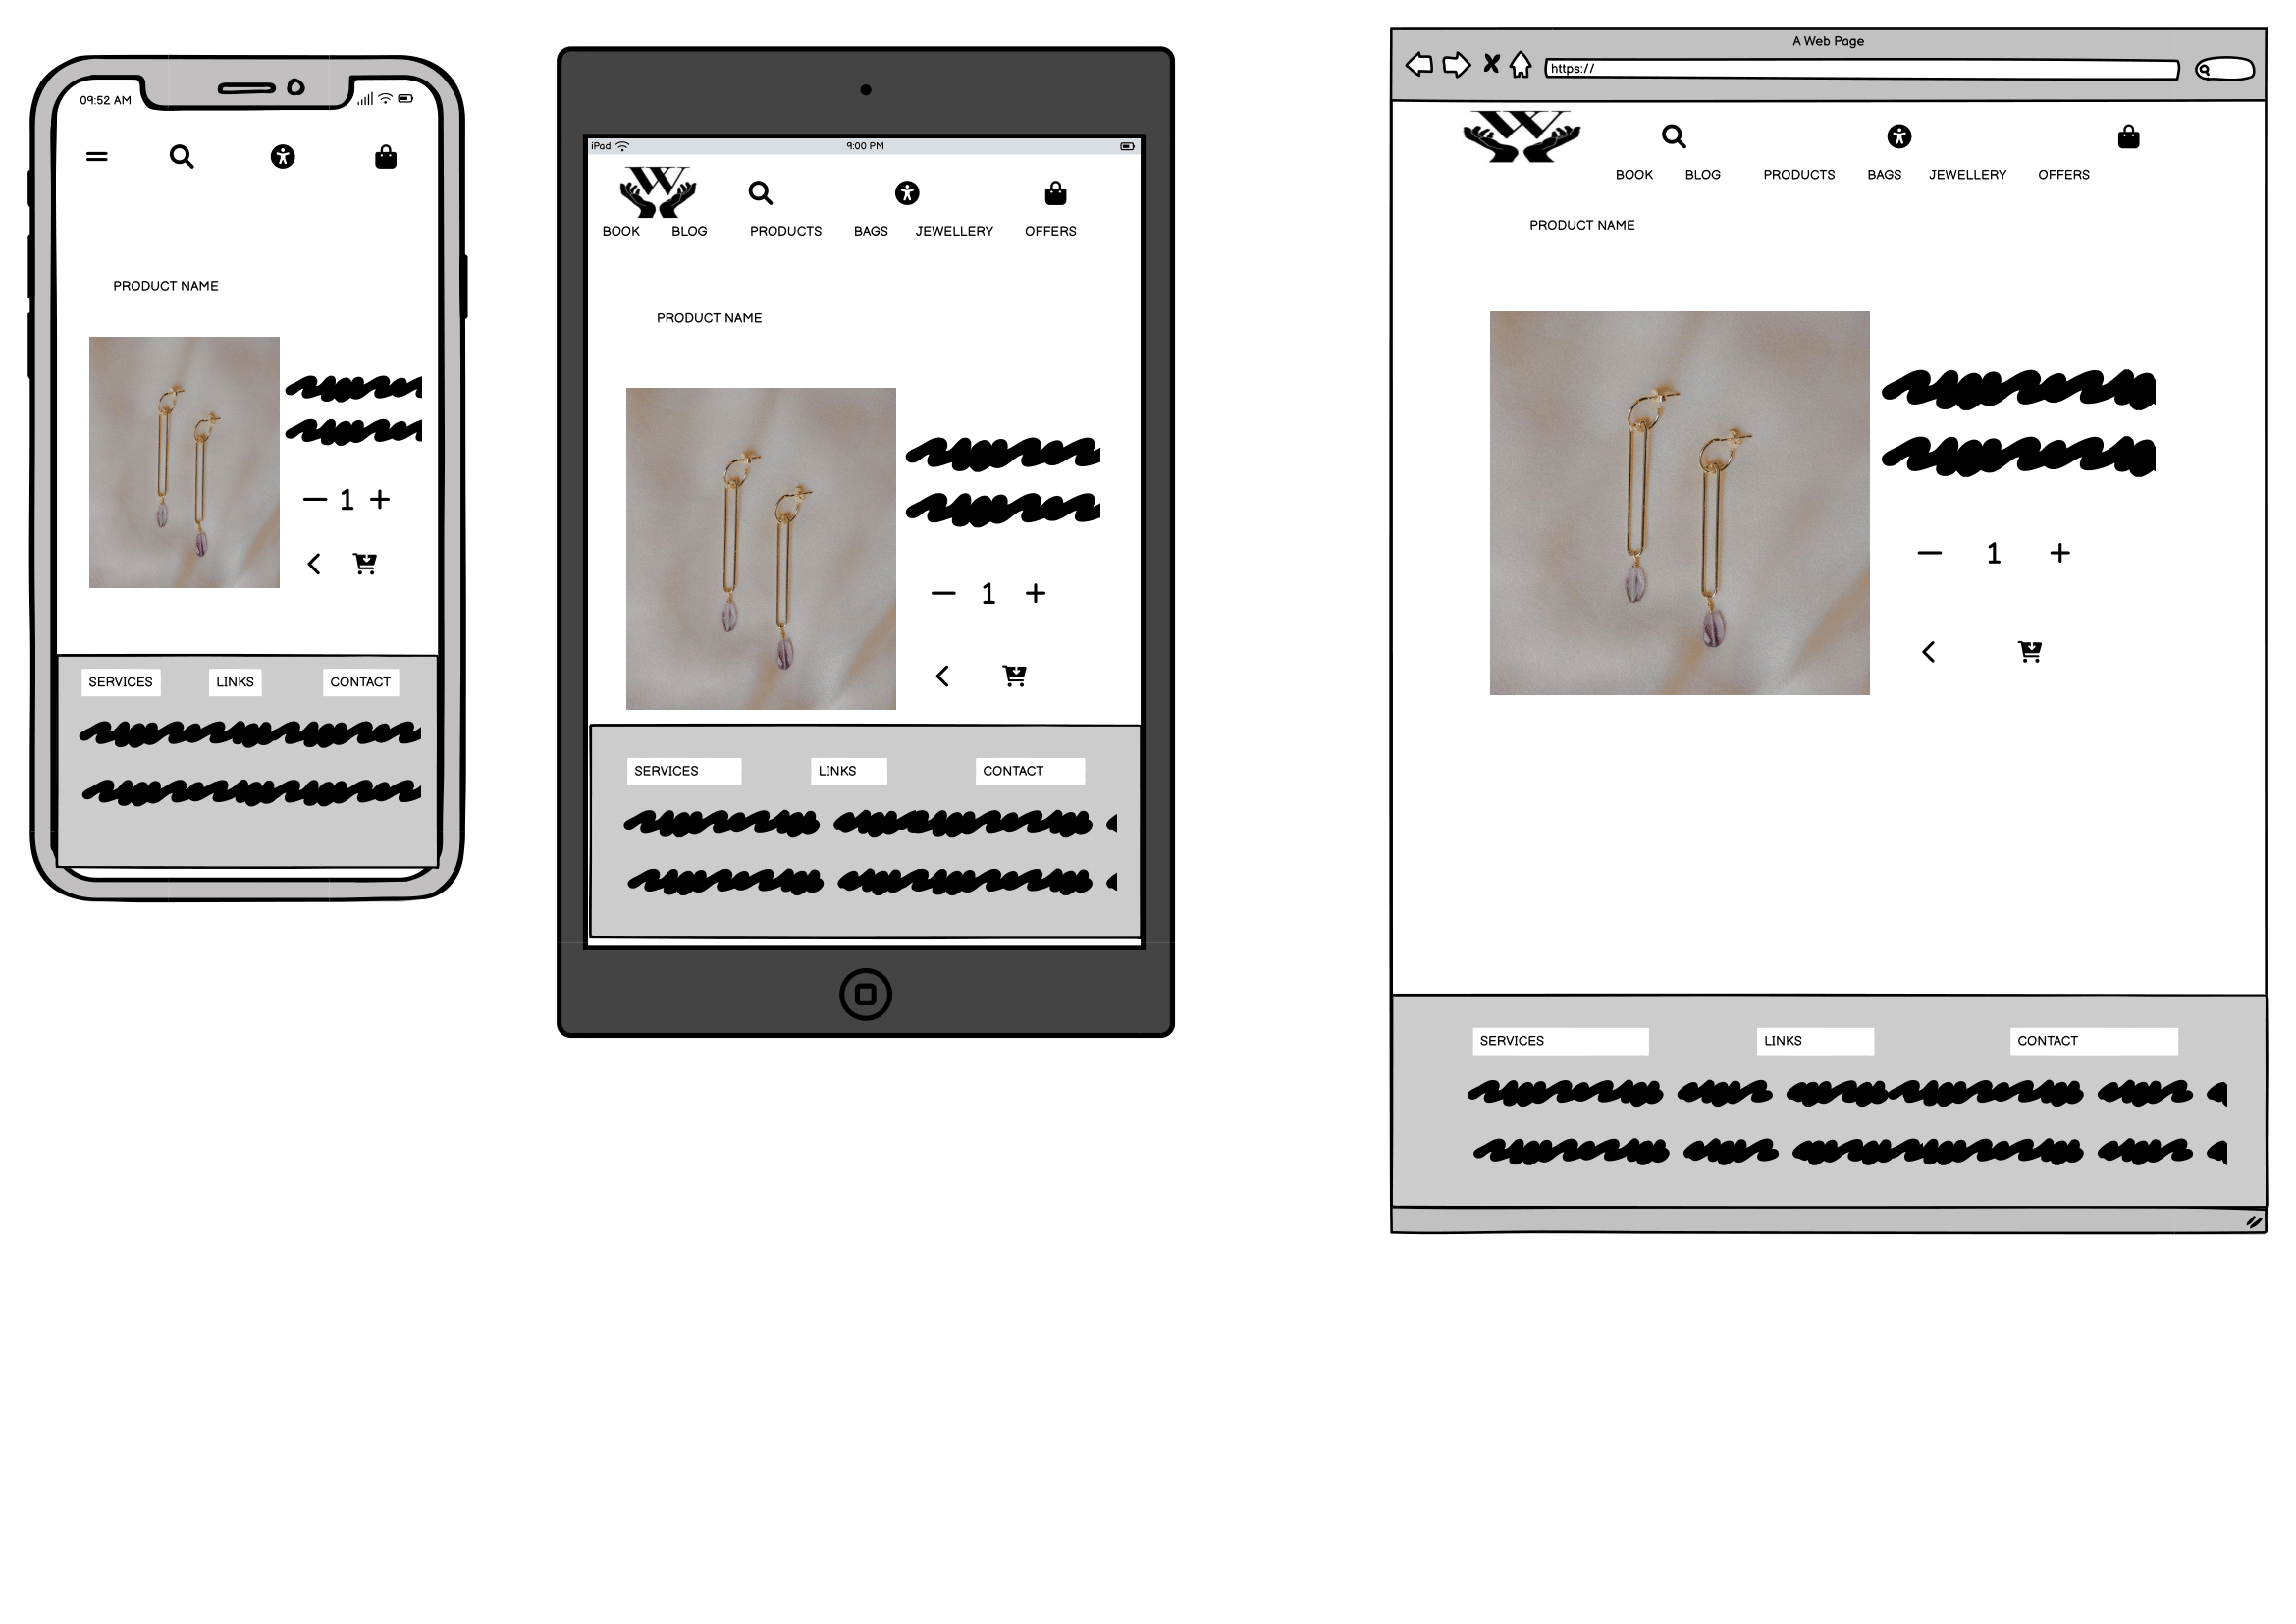 09:52 AM
PRODUCT NAME
1
SERVICES LINKS CONTACT
iPad 9:00 PM
W
BOOK BLOG PRODUCTS BAGS JEWELLERY OFFERS
PRODUCT NAME
1
SERVICES LINKS CONTACT
A Web Page
https://
W
BOOK BLOG PRODUCTS BAGS JEWELLERY OFFERS
PRODUCT NAME
1
SERVICES LINKS CONTACT